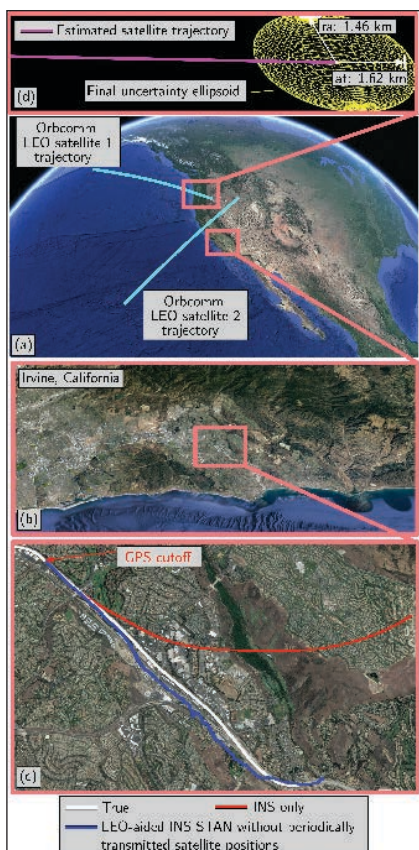 Estimated satellite trajectory
ra: 1.46 km
at: 1.62 km
(d)
Final uncertainty ellipsoid
Orbcomm
LEO satellite 1
trajectory
Orbcomm
LEO satellite 2
trajectory
(a)
Irvine, California
(b)
GPS cutoff
(c)
True
INS only
LEO-aided INS STAN without periodically
transmitted satellite positions